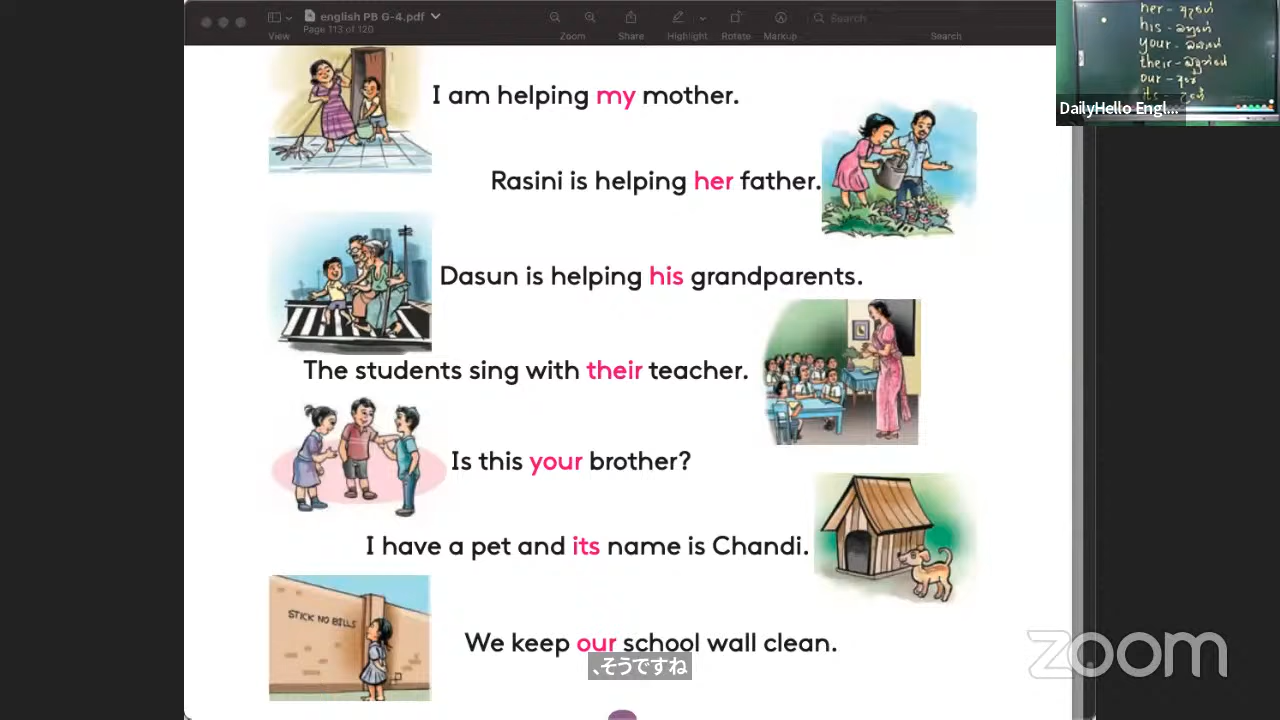 english PB G-4.pdf
Page 113 of 120
View
Zoom
Share
Highlight
Rotate
Markup
Search
Search
her -
his -
your -
their -
our -
its -
DailyHello Engl...
I am helping my mother.
Rasini is helping her father.
Dasun is helping his grandparents.
The students sing with their teacher.
Is this your brother?
I have a pet and its name is Chandi.
STICK NO BILLS
We keep our school wall clean.
、そうですね
zoom